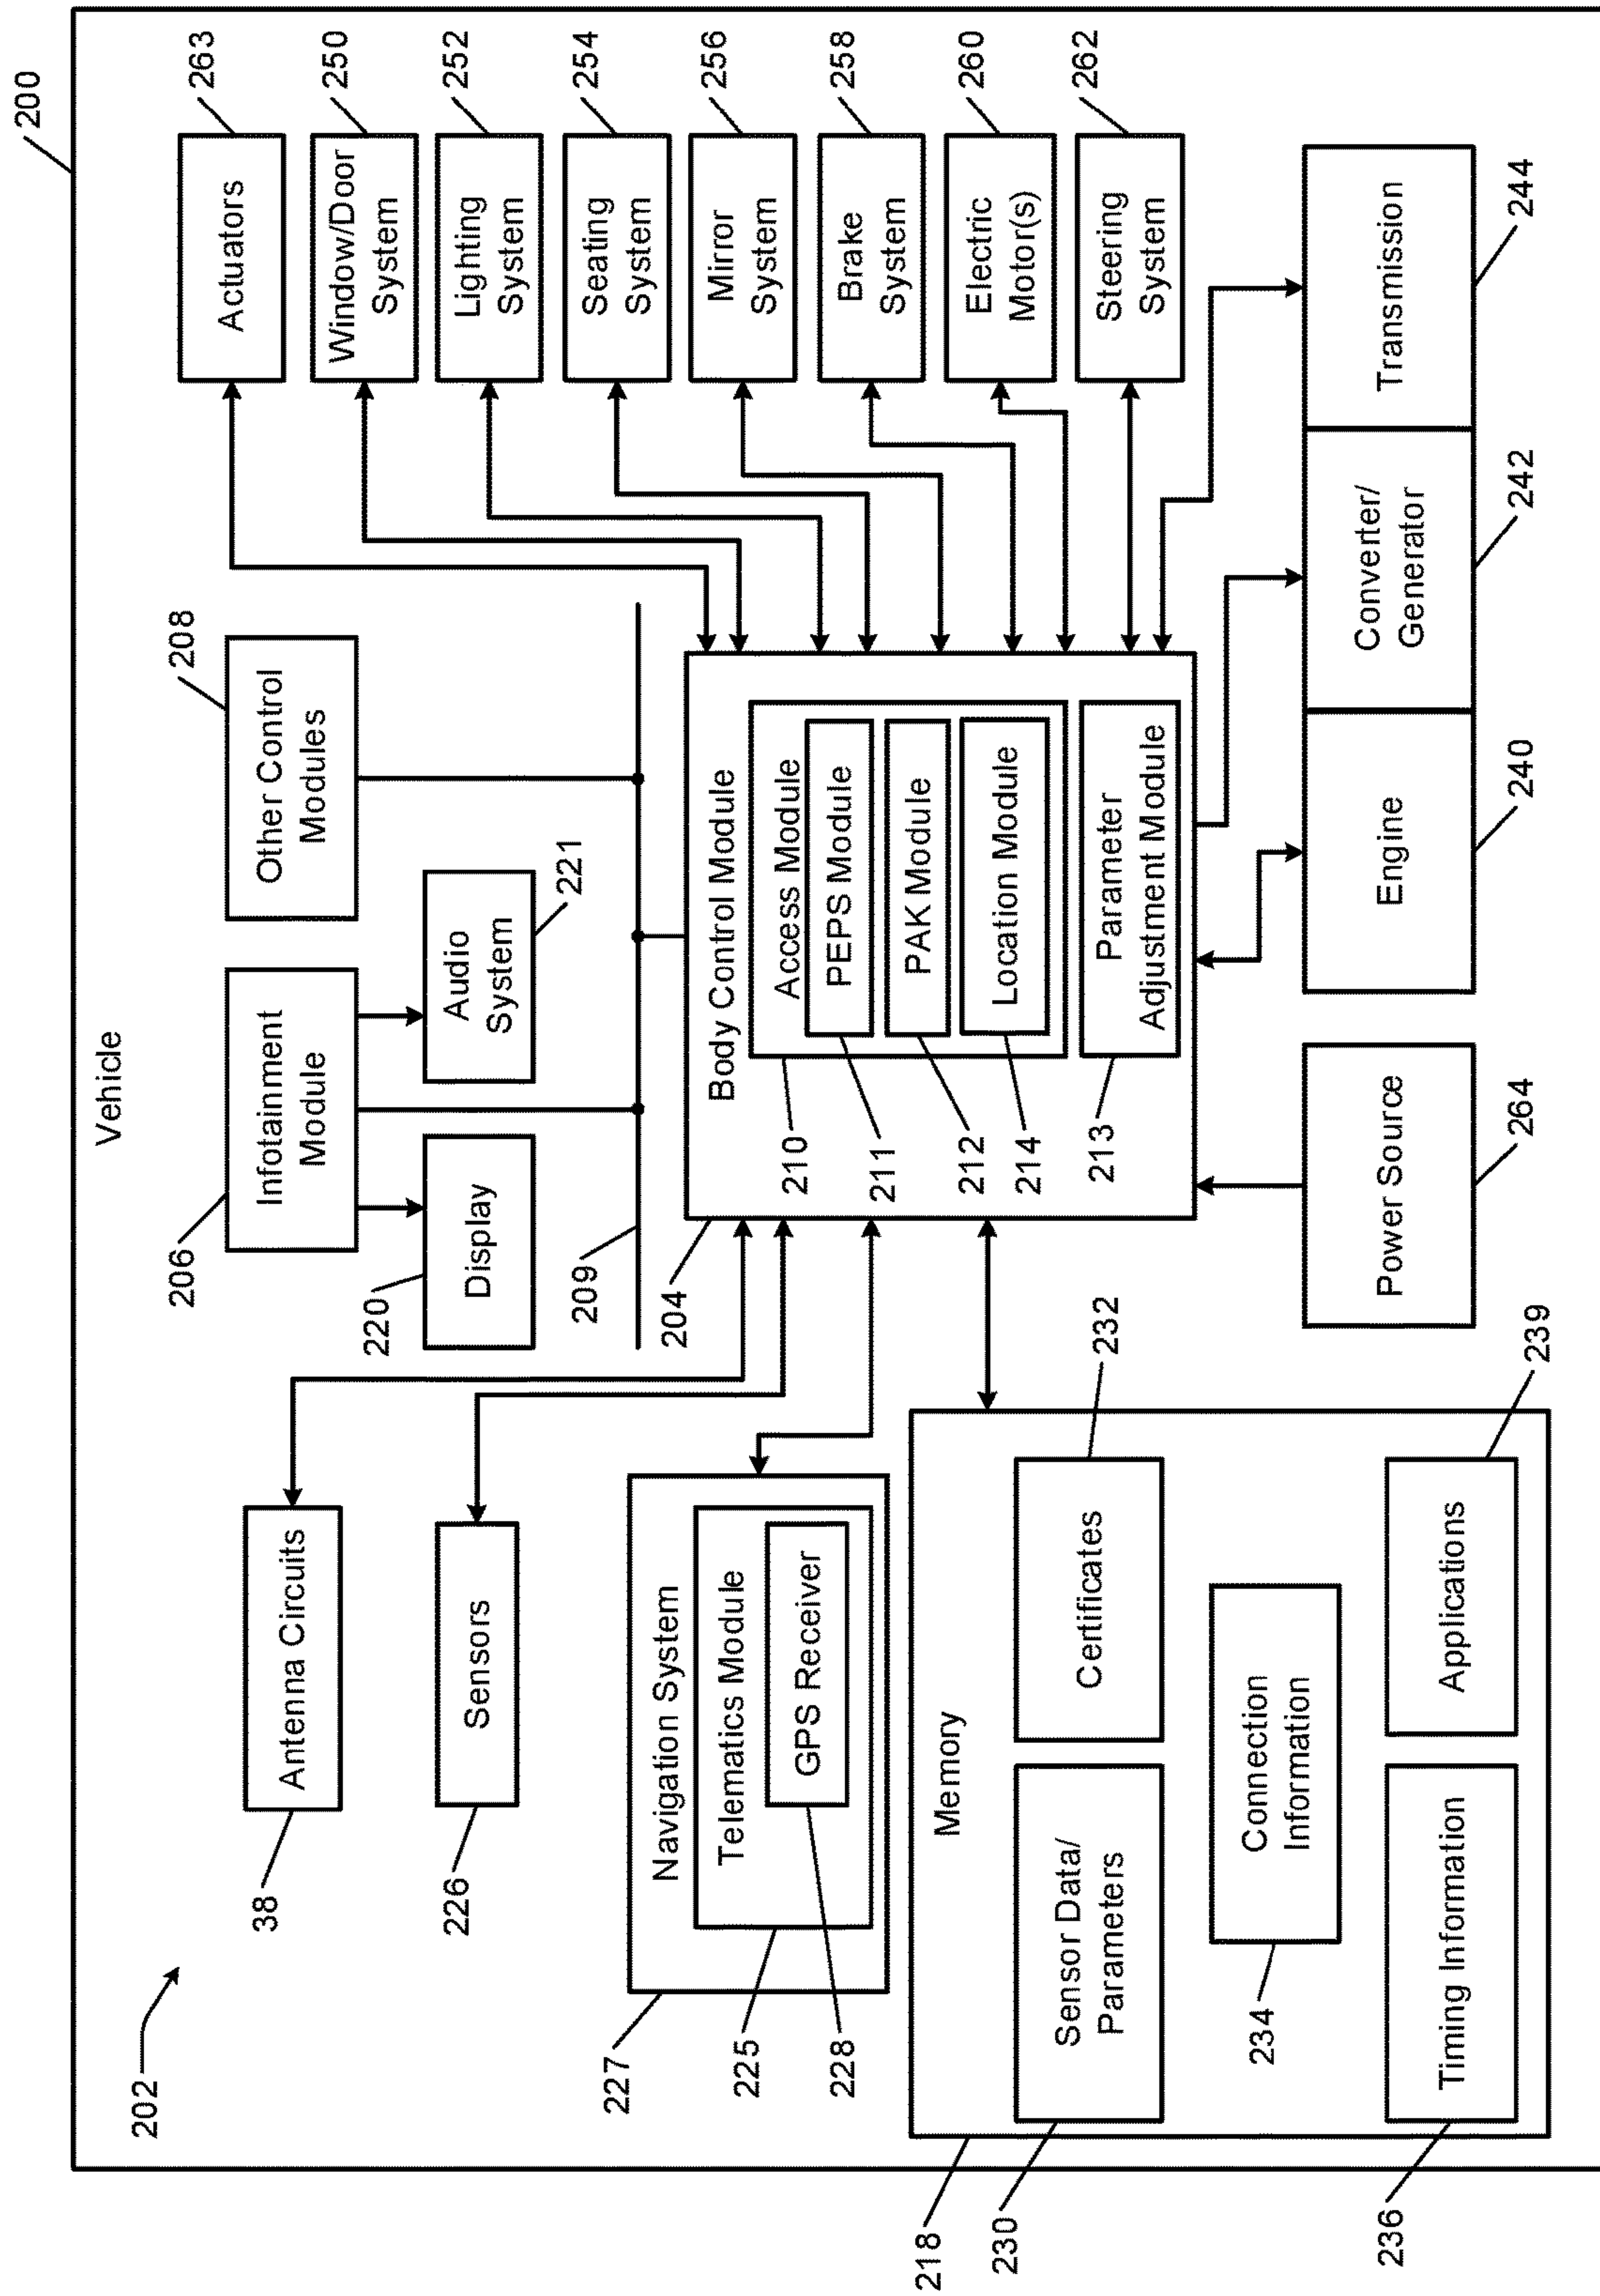 200
Vehicle
202
206
Infotainment
Module
208
Other Control
Modules
220
Display
Audio
System
221
209
38
Antenna Circuits
226
Sensors
227
Navigation System
225
Telematics Module
228
GPS Receiver
204
Body Control Module
210
Access Module
211
PEPS Module
212
PAK Module
214
Location Module
213
Parameter
Adjustment Module
Actuators
263
Window/Door
System
250
Lighting
System
252
Seating
System
254
Mirror
System
256
Brake
System
258
Electric
Motor(s)
260
Steering
System
262
218
Memory
230
Sensor Data/
Parameters
Certificates
232
234
Connection
Information
236
Timing Information
Applications
239
Power Source
264
Engine
240
Converter/
Generator
242
Transmission
244